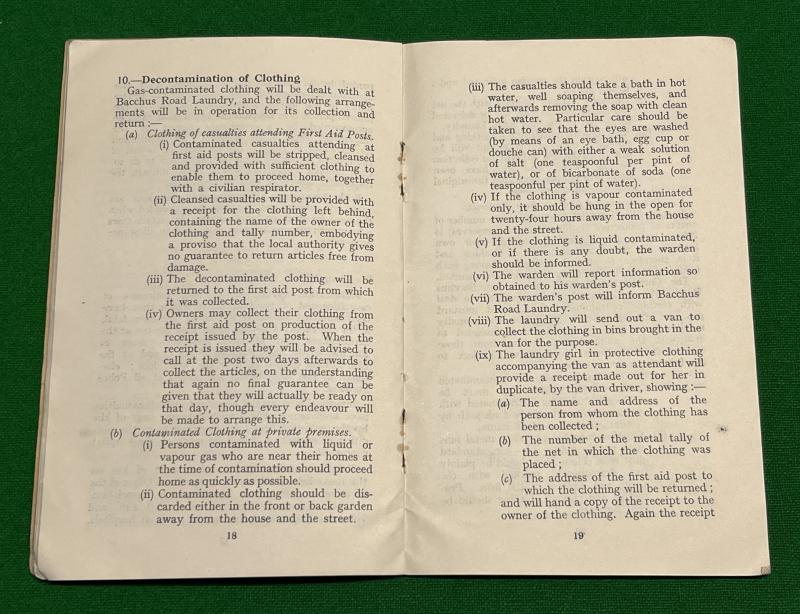 10.—Decontamination of Clothing
Gas-contaminated clothing will be dealt with at
Bacchus Road Laundry, and the following arrange-
ments will be in operation for its collection and
return :—
(a) Clothing of casualties attending First Aid Posts.
(i) Contaminated casualties attending at
first aid posts will be stripped, cleansed
and provided with sufficient clothing to
enable them to proceed home, together
with a civilian respirator.
(ii) Cleansed casualties will be provided with
a receipt for the clothing left behind,
containing the name of the owner of the
clothing and tally number, embodying
a proviso that the local authority gives
no guarantee to return articles free from
damage.
(iii) The decontaminated clothing will be
returned to the first aid post from which
it was collected.
(iv) Owners may collect their clothing from
the first aid post on production of the
receipt issued by the post. When the
receipt is issued they will be advised to
call at the post two days afterwards to
collect the articles, on the understanding
that again no final guarantee can be
given that they will actually be ready on
that day, though every endeavour will
be made to arrange this.
(b) Contaminated Clothing at private premises.
(i) Persons contaminated with liquid or
vapour gas who are near their homes at
the time of contamination should proceed
home as quickly as possible.
(ii) Contaminated clothing should be dis-
carded either in the front or back garden
away from the house and the street.
18
(iii) The casualties should take a bath in hot
water, well soaping themselves, and
afterwards removing the soap with clean
hot water. Particular care should be
taken to see that the eyes are washed
(by means of an eye bath, egg cup or
douche can) with either a weak solution
of salt (one teaspoonful per pint of
water), or of bicarbonate of soda (one
teaspoonful per pint of water).
(iv) If the clothing is vapour contaminated
only, it should be hung in the open for
twenty-four hours away from the house
and the street.
(v) If the clothing is liquid contaminated,
or if there is any doubt, the warden
should be informed.
(vi) The warden will report information so
obtained to his warden's post.
(vii) The warden's post will inform Bacchus
Road Laundry.
(viii) The laundry will send out a van to
collect the clothing in bins brought in the
van for the purpose.
(ix) The laundry girl in protective clothing
accompanying the van as attendant will
provide a receipt made out for her in
duplicate, by the van driver, showing :—
(a) The name and address of the
person from whom the clothing has
been collected ;
(b) The number of the metal tally of
the net in which the clothing was
placed ;
(c) The address of the first aid post to
which the clothing will be returned ;
and will hand a copy of the receipt to the
owner of the clothing. Again the receipt
19